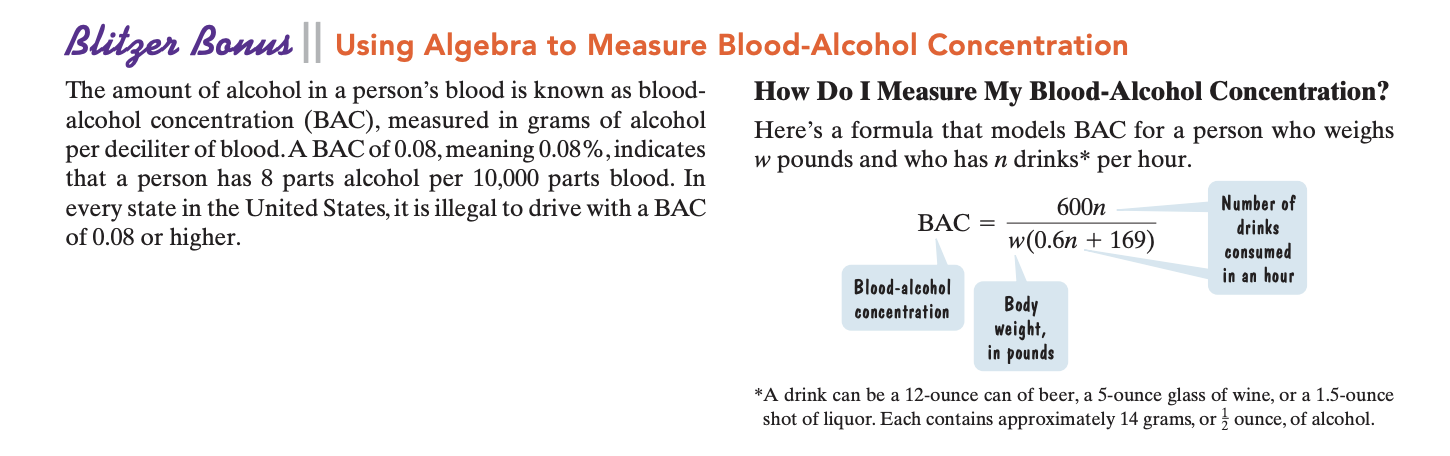 Blitzer Bonus || Using Algebra to Measure Blood-Alcohol Concentration
The amount of alcohol in a person's blood is known as blood-
alcohol concentration (BAC), measured in grams of alcohol
per deciliter of blood. A BAC of 0.08, meaning 0.08%, indicates
that a person has 8 parts alcohol per 10,000 parts blood. In
every state in the United States, it is illegal to drive with a BAC
of 0.08 or higher.
How Do I Measure My Blood-Alcohol Concentration?
Here's a formula that models BAC for a person who weighs
w pounds and who has n drinks* per hour.
BAC = 600n / w(0.6n + 169)
Number of
drinks
consumed
in an hour
Blood-alcohol
concentration
Body
weight,
in pounds
*A drink can be a 12-ounce can of beer, a 5-ounce glass of wine, or a 1.5-ounce
shot of liquor. Each contains approximately 14 grams, or 1/2 ounce, of alcohol.